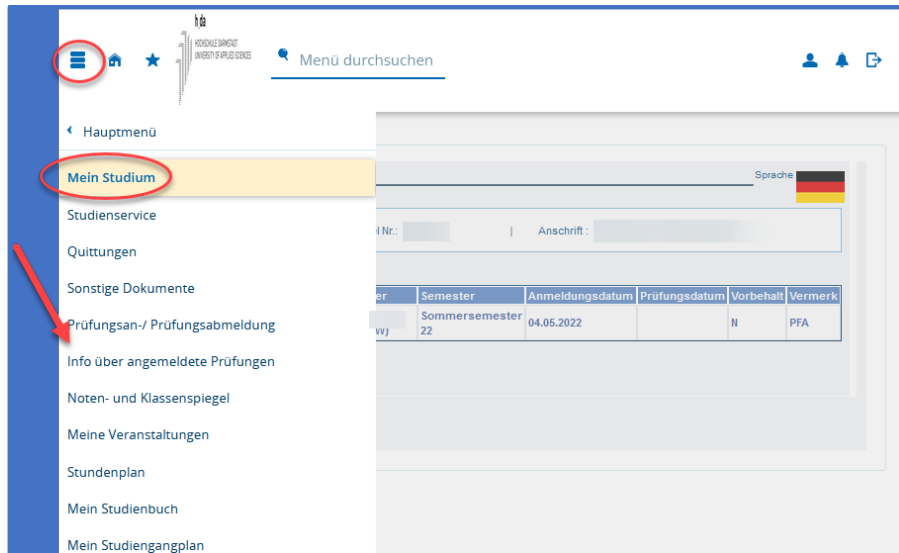 h da
HOCHSCHULE DARMSTADT
UNIVERSITY OF APPLIED SCIENCES
Menü durchsuchen
Hauptmenü
Mein Studium
Sprache
Studienservice
Nr.:
|
Anschrift :
Quittungen
Sonstige Dokumente
er
Semester
Anmeldungsdatum
Prüfungsdatum
Vorbehalt
Vermerk
Prüfungsan-/ Prüfungsabmeldung
W)
Sommersemester
22
04.05.2022
N
PFA
Info über angemeldete Prüfungen
Noten- und Klassenspiegel
Meine Veranstaltungen
Stundenplan
Mein Studienbuch
Mein Studiengangplan